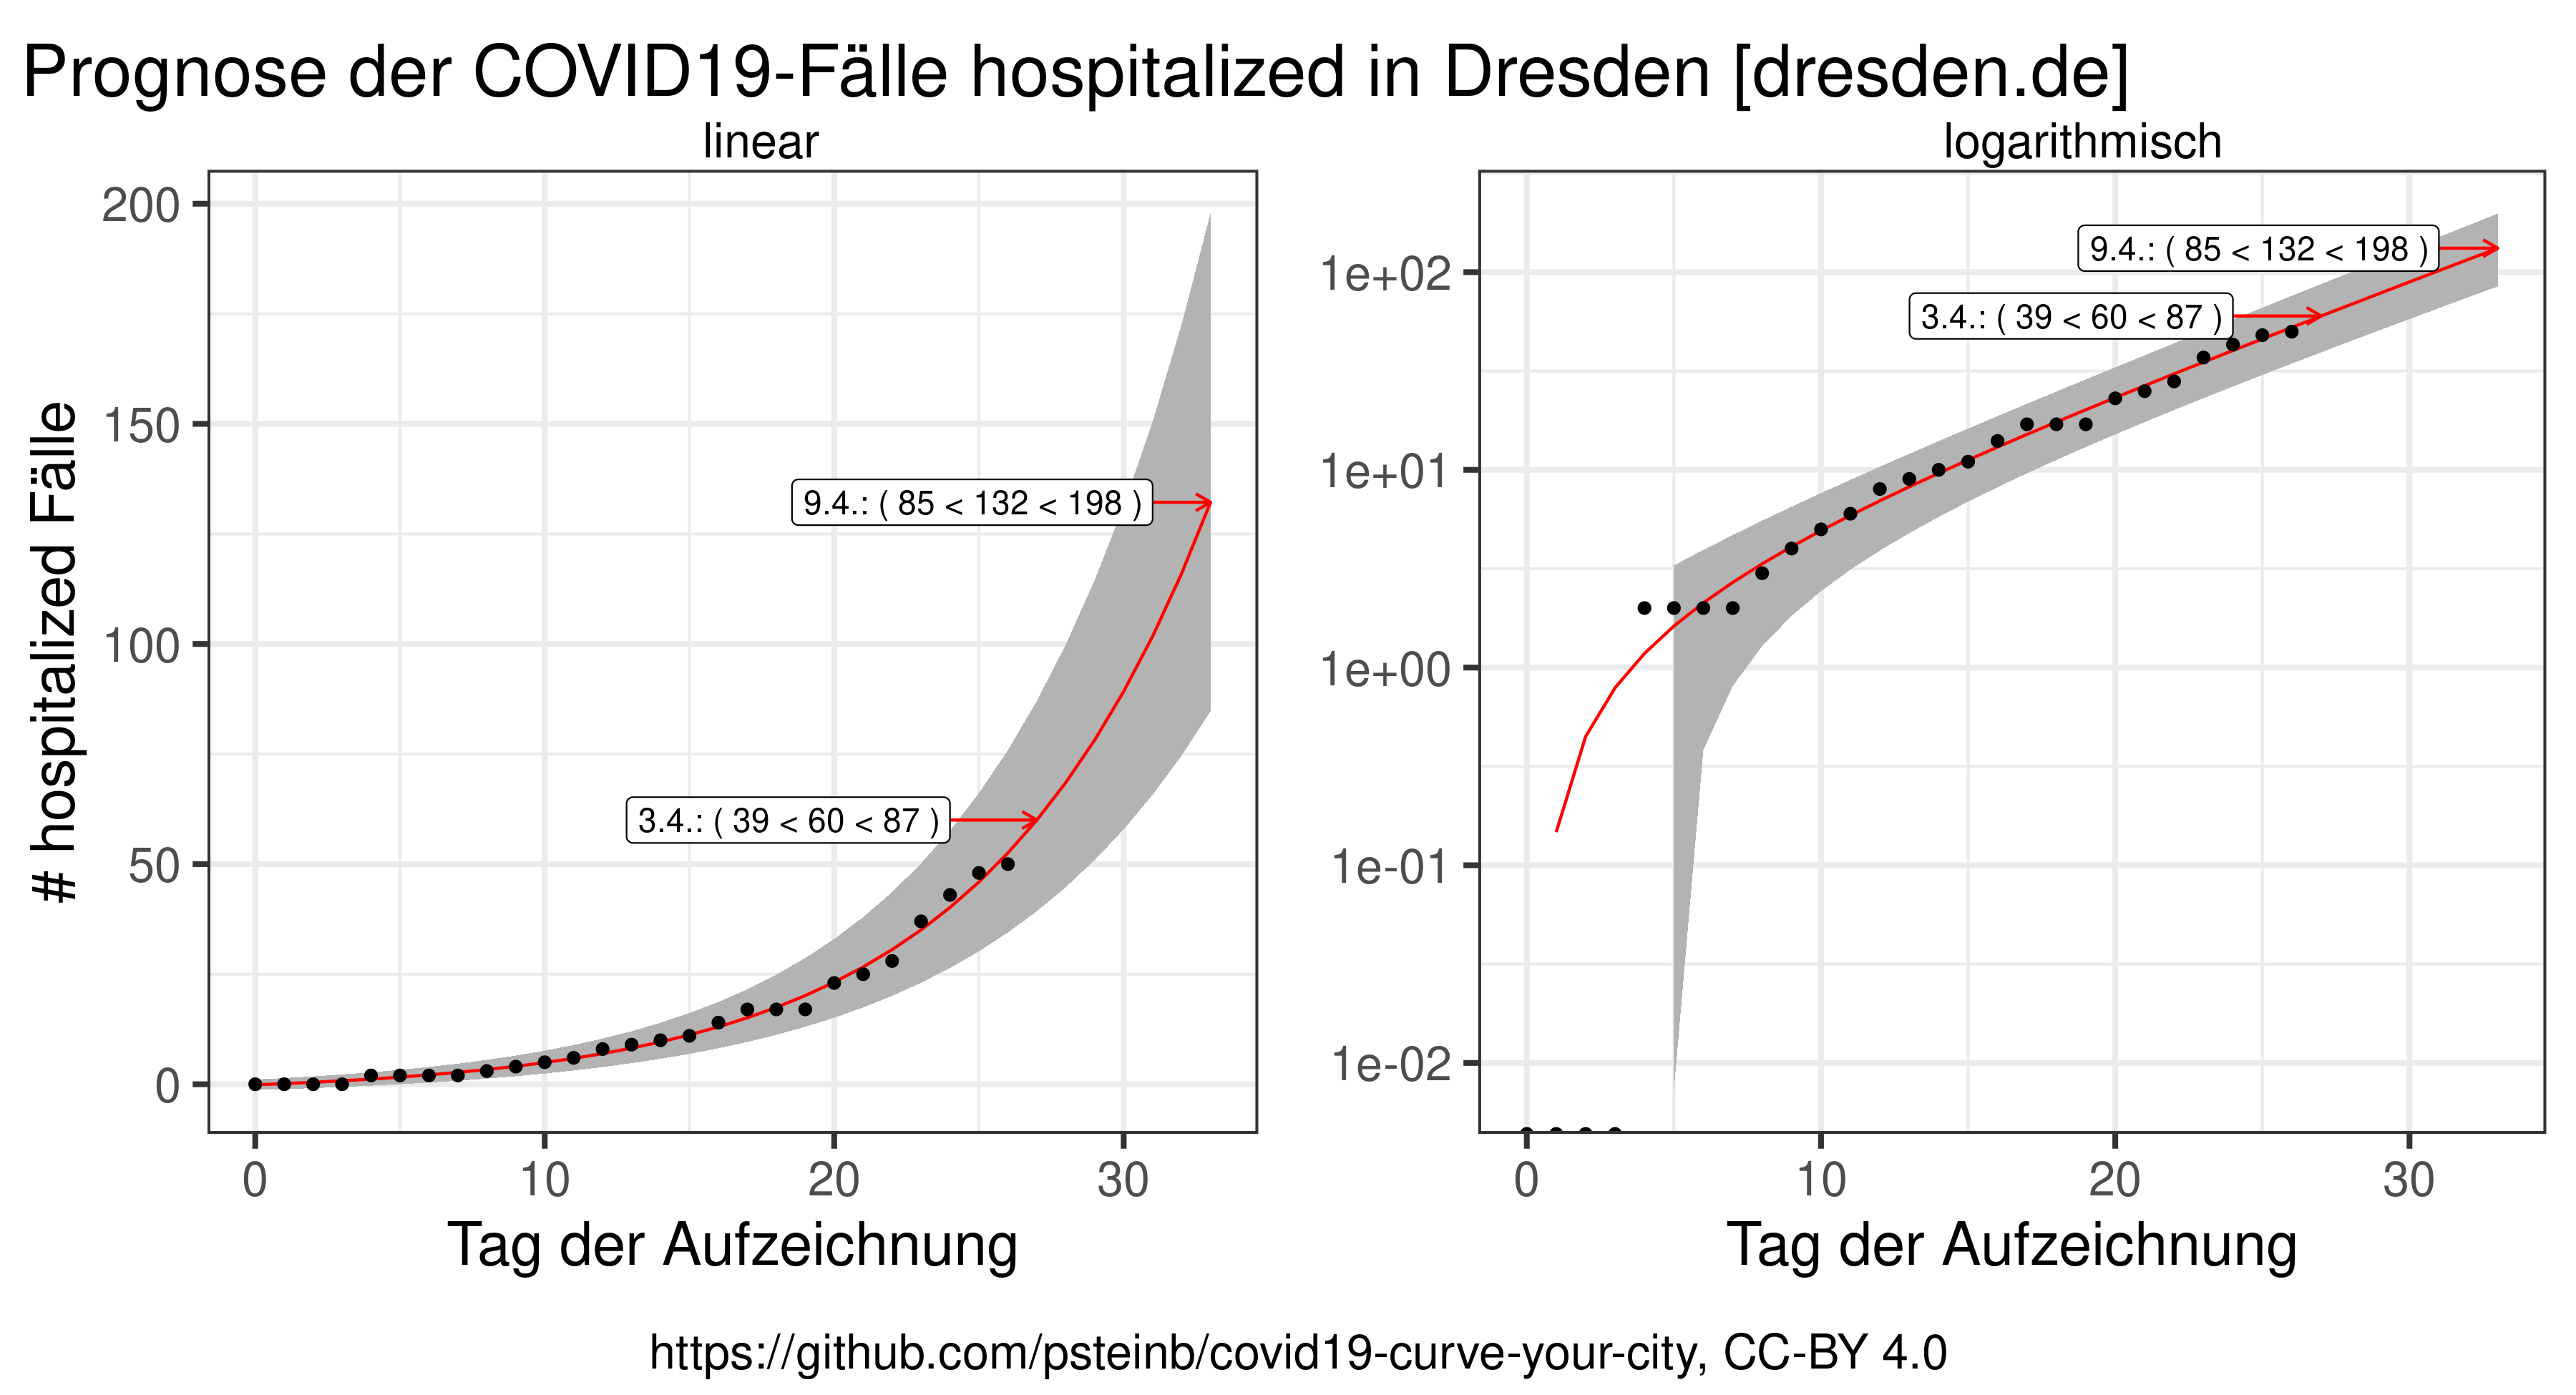 Prognose der COVID19-Fälle hospitalized in Dresden [dresden.de]
linear
logarithmisch
# hospitalized Fälle
200
150
100
50
0
9.4.: ( 85 < 132 < 198 )
3.4.: ( 39 < 60 < 87 )
0
10
20
30
Tag der Aufzeichnung
1e+02
1e+01
1e+00
1e-01
1e-02
9.4.: ( 85 < 132 < 198 )
3.4.: ( 39 < 60 < 87 )
0
10
20
30
Tag der Aufzeichnung
https://github.com/psteinb/covid19-curve-your-city, CC-BY 4.0